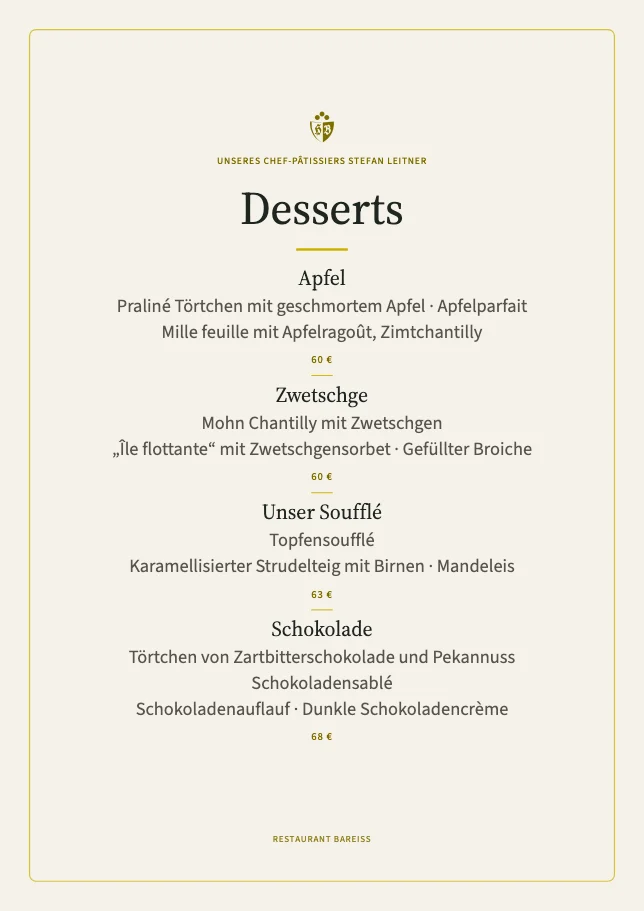 UNSERES CHEF-PÂTISSIERS STEFAN LEITNER
Desserts
Apfel
Praliné Törtchen mit geschmortem Apfel · Apfelparfait
Mille feuille mit Apfelragoût, Zimtchantilly
60 €
Zwetschge
Mohn Chantilly mit Zwetschgen
„Île flottante“ mit Zwetschgensorbet · Gefüllter Broiche
60 €
Unser Soufflé
Topfensoufflé
Karamellisierter Strudelteig mit Birnen · Mandeleis
63 €
Schokolade
Törtchen von Zartbitterschokolade und Pekannuss
Schokoladensablé
Schokoladenauflauf · Dunkle Schokoladencrème
68 €
RESTAURANT BAREISS